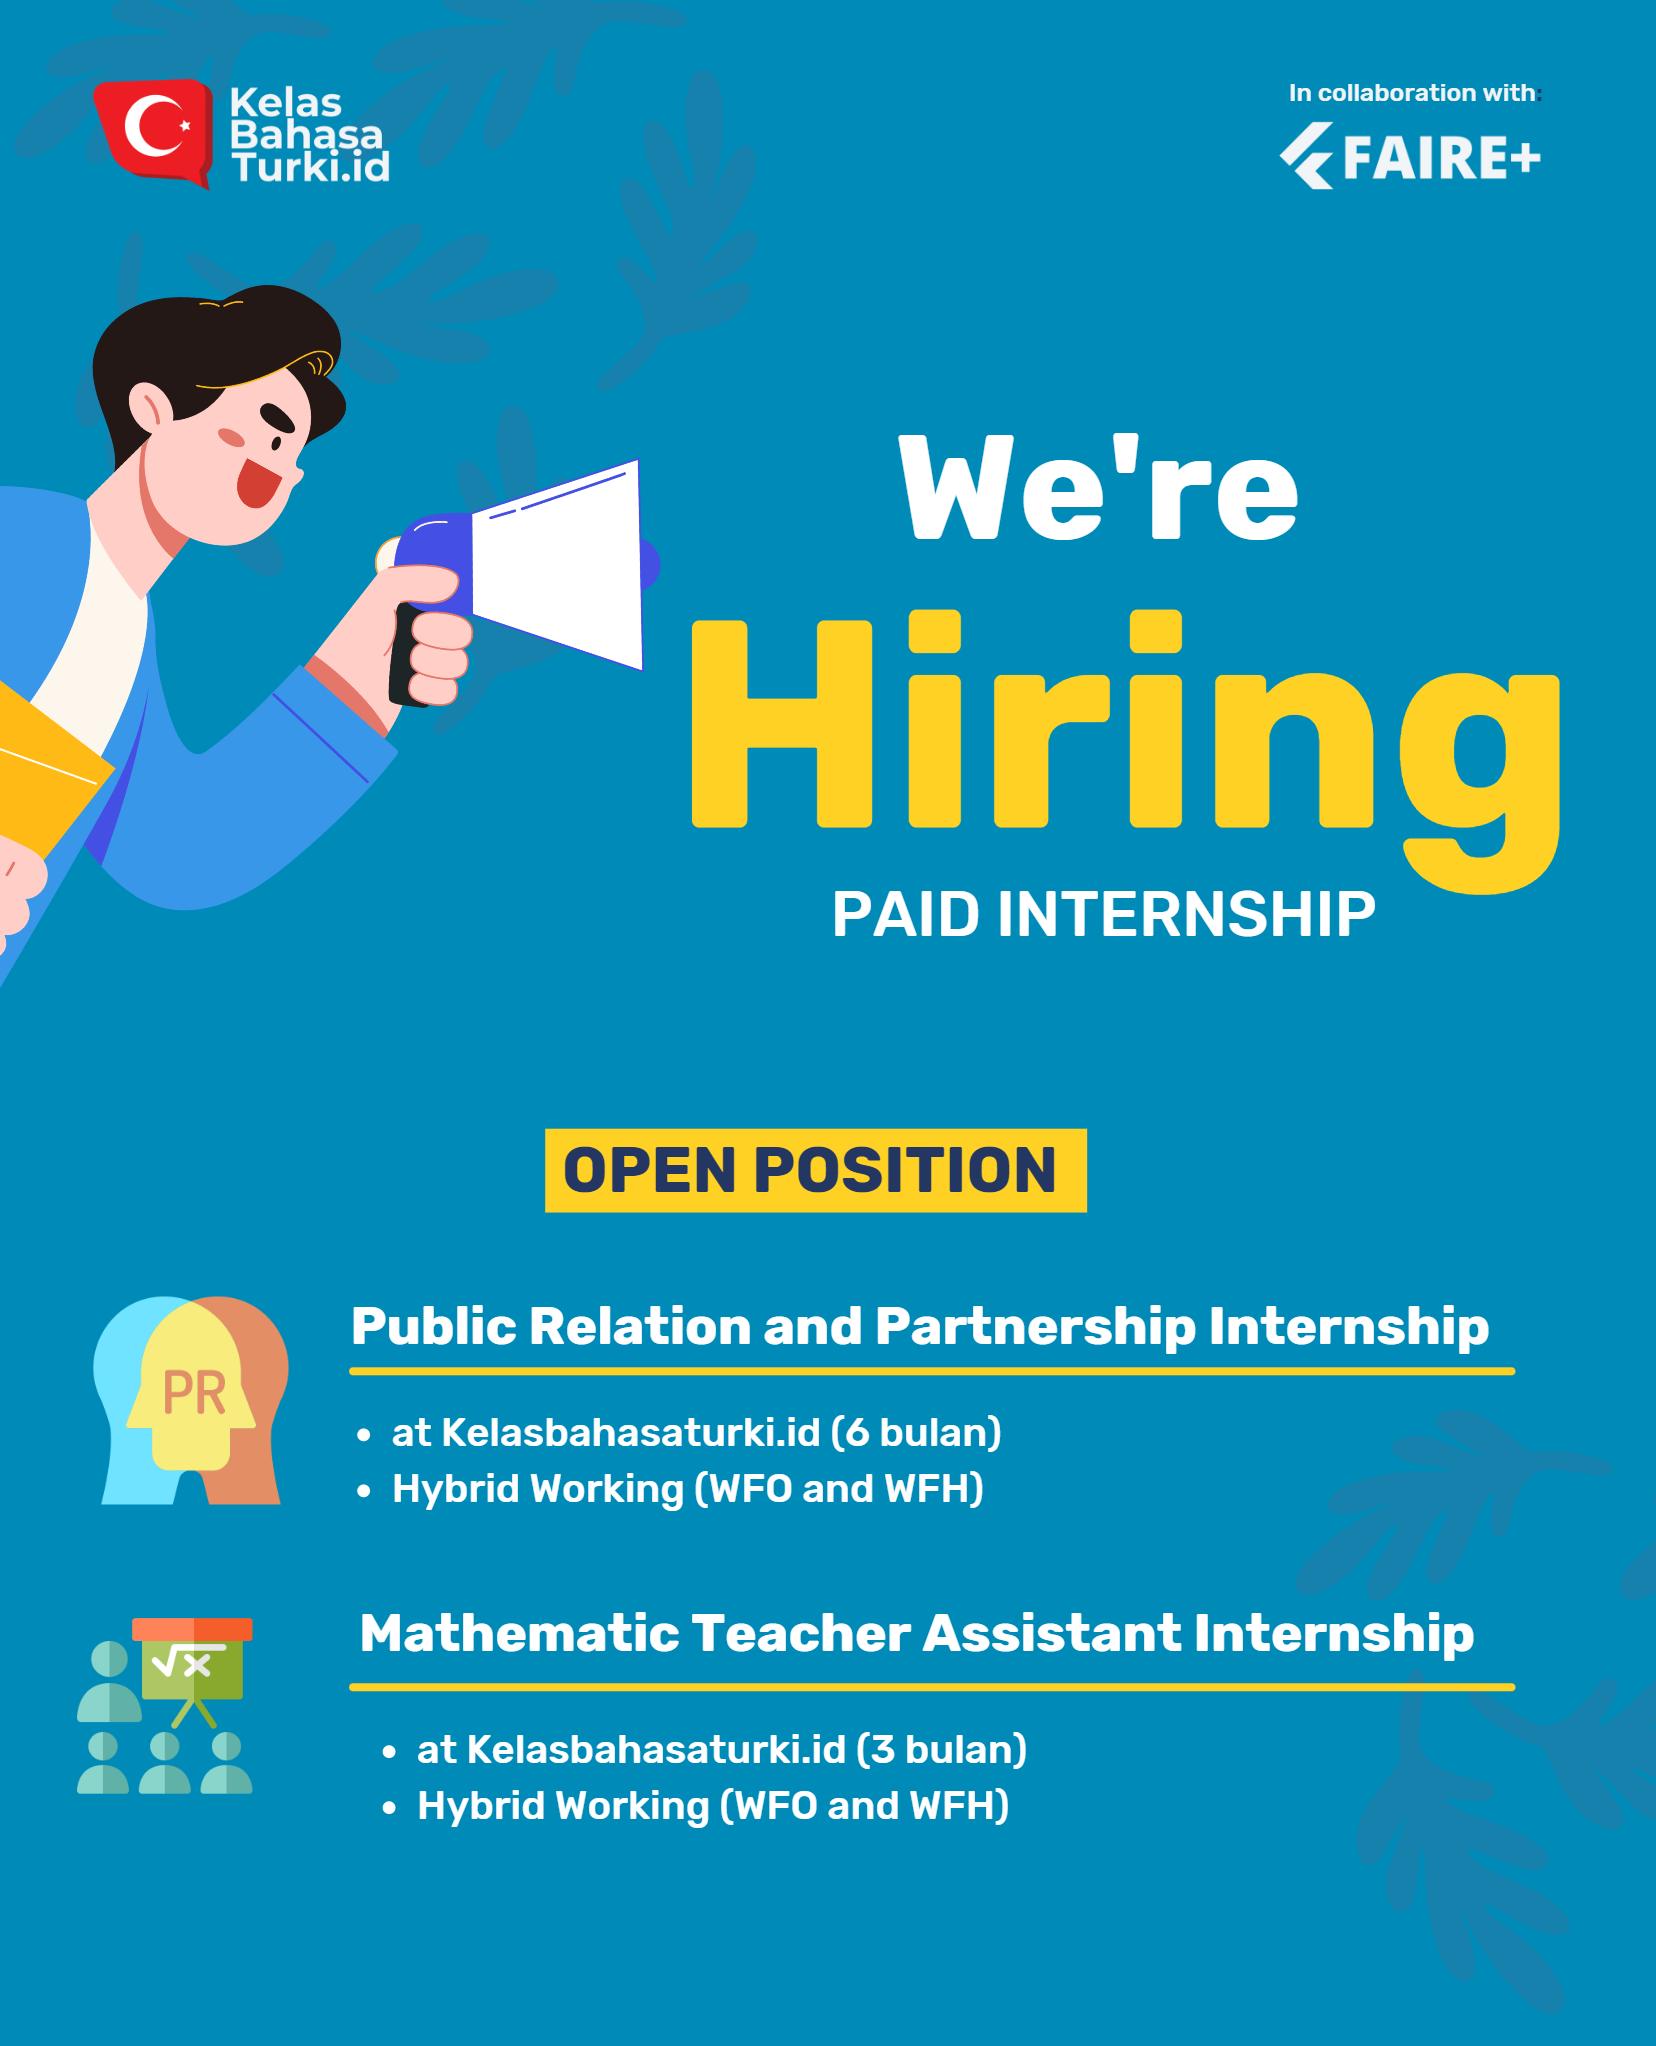 Kelas
Bahasa
Turki.id
In collaboration with:
FAIRE+
We're
Hiring
PAID INTERNSHIP
OPEN POSITION
PR
Public Relation and Partnership Internship
• at Kelasbahasaturki.id (6 bulan)
• Hybrid Working (WFO and WFH)
√x
Mathematic Teacher Assistant Internship
• at Kelasbahasaturki.id (3 bulan)
• Hybrid Working (WFO and WFH)